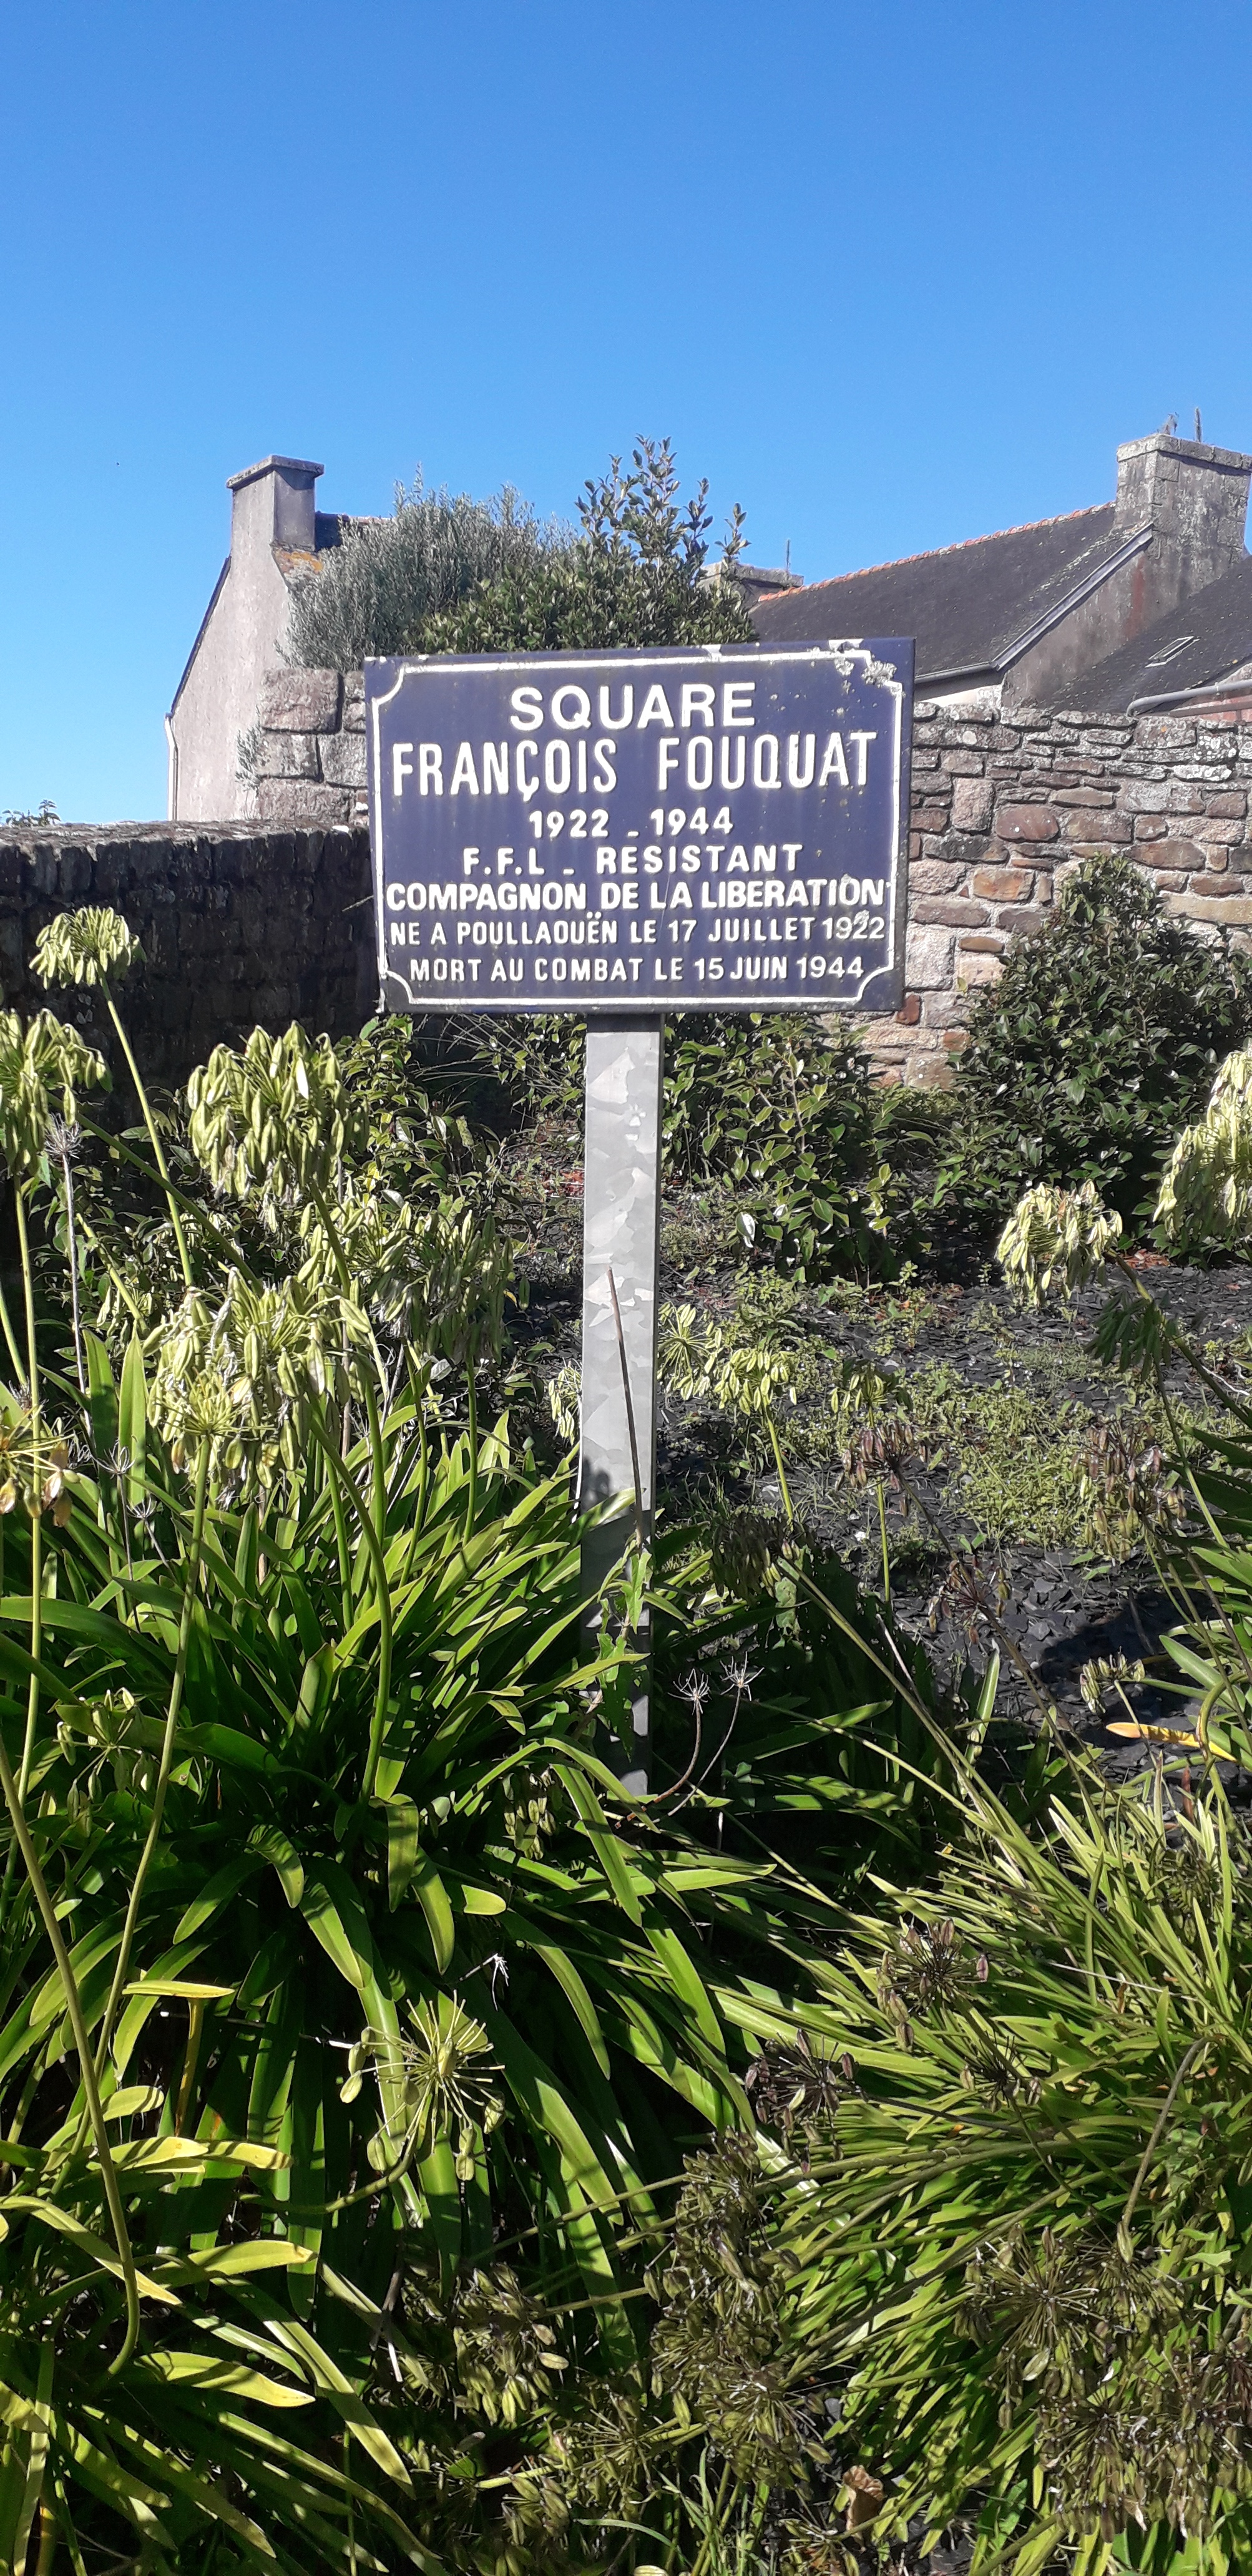 SQUARE
FRANÇOIS FOUQUAT
1922 - 1944
F.F.L - RESISTANT
COMPAGNON DE LA LIBERATION
NE A POULLAOUËN LE 17 JUILLET 1922
MORT AU COMBAT LE 15 JUIN 1944